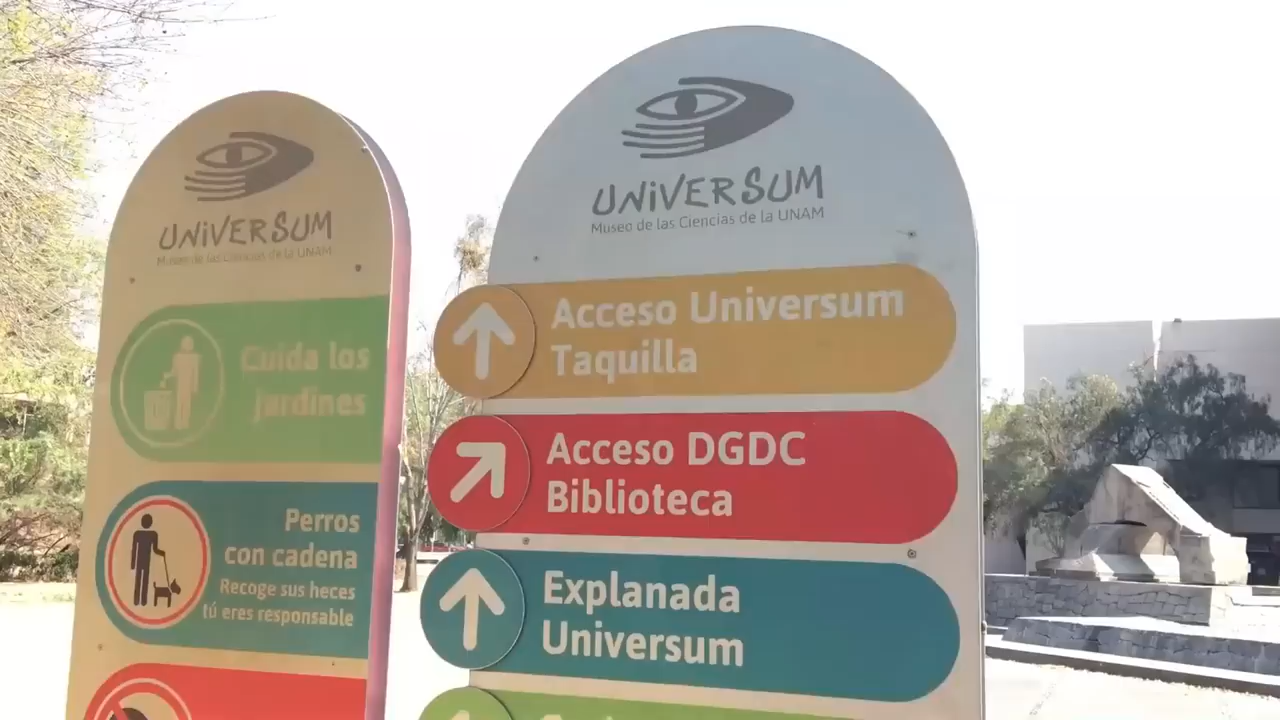 UNiVERSUM
Museo de las Ciencias de la UNAM
Cuida los
jardines
Perros
con cadena
Recoge sus heces
tú eres responsable
UNiVERSUM
Museo de las Ciencias de la UNAM
Acceso Universum
Taquilla
Acceso DGDC
Biblioteca
Explanada
Universum